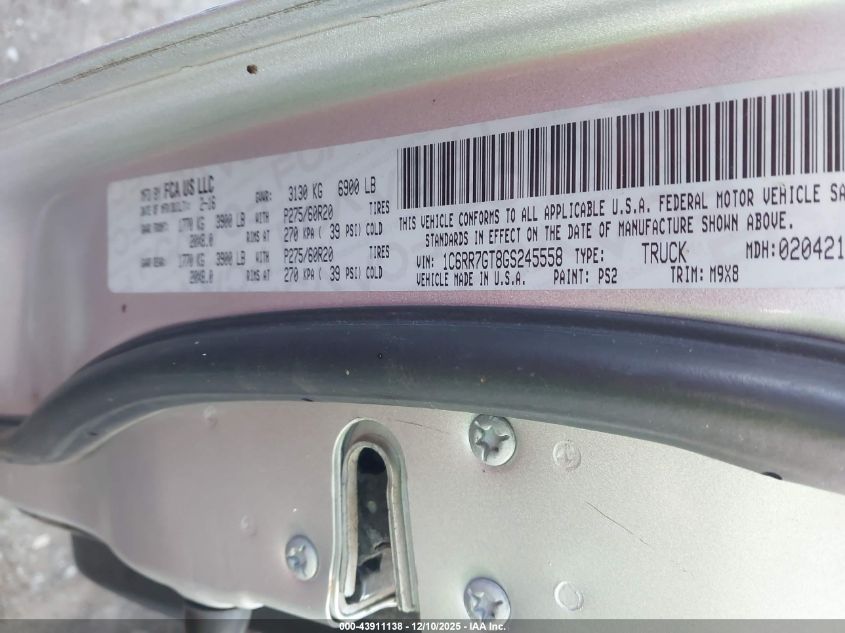 MFD BY FCA US LLC
DATE OF MFR/BUILT: 2-16
GVWR: 3130 KG 6900 LB
GAWR FRONT: 1770 KG 3900 LB WITH P275/60R20 TIRES
20X8.0 RIMS AT 270 KPA( 39 PSI) COLD
GAWR REAR: 1770 KG 3900 LB WITH P275/60R20 TIRES
20X8.0 RIMS AT 270 KPA( 39 PSI) COLD
THIS VEHICLE CONFORMS TO ALL APPLICABLE U.S.A. FEDERAL MOTOR VEHICLE SA
STANDARDS IN EFFECT ON THE DATE OF MANUFACTURE SHOWN ABOVE.
VIN: 1C6RR7GT8GS245558 TYPE: TRUCK MDH:020421
VEHICLE MADE IN U.S.A. PAINT: PS2 TRIM: M9X8
000-43911138 - 12/10/2025 - IAA Inc.